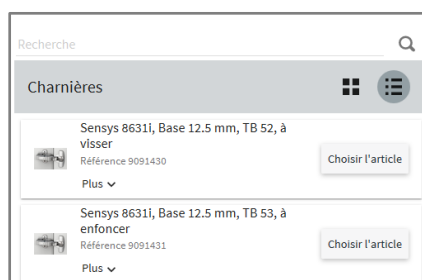 Recherche
Charnières
Sensys 8631i, Base 12.5 mm, TB 52, à
visser
Référence 9091430
Choisir l'article
Plus
Sensys 8631i, Base 12.5 mm, TB 53, à
enfoncer
Référence 9091431
Choisir l'article
Plus